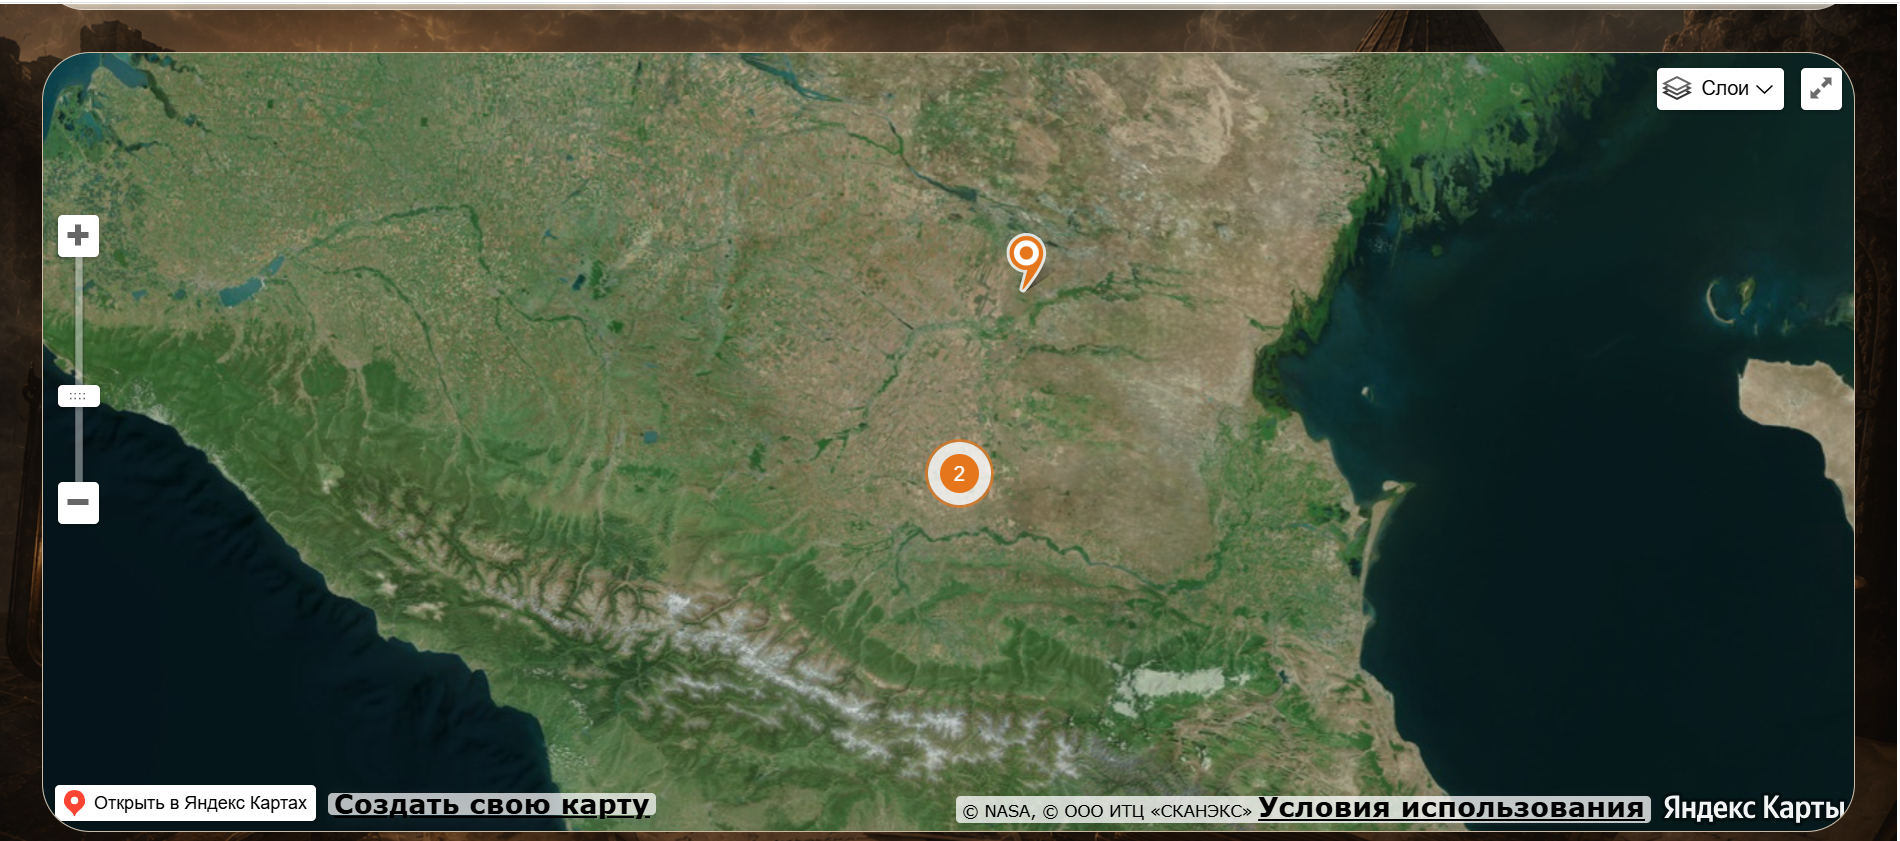 Слои
2
Открыть в Яндекс Картах
Создать свою карту
© NASA, © ООО ИТЦ «СКАНЭКС» Условия использования
Яндекс Карты